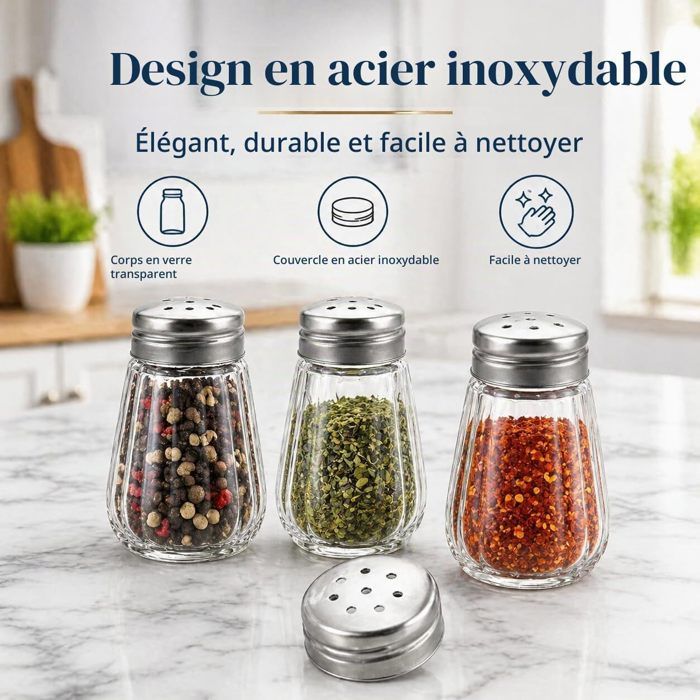 Design en acier inoxydable
Élégant, durable et facile à nettoyer
Corps en verre
transparent
Couvercle en acier inoxydable
Facile à nettoyer